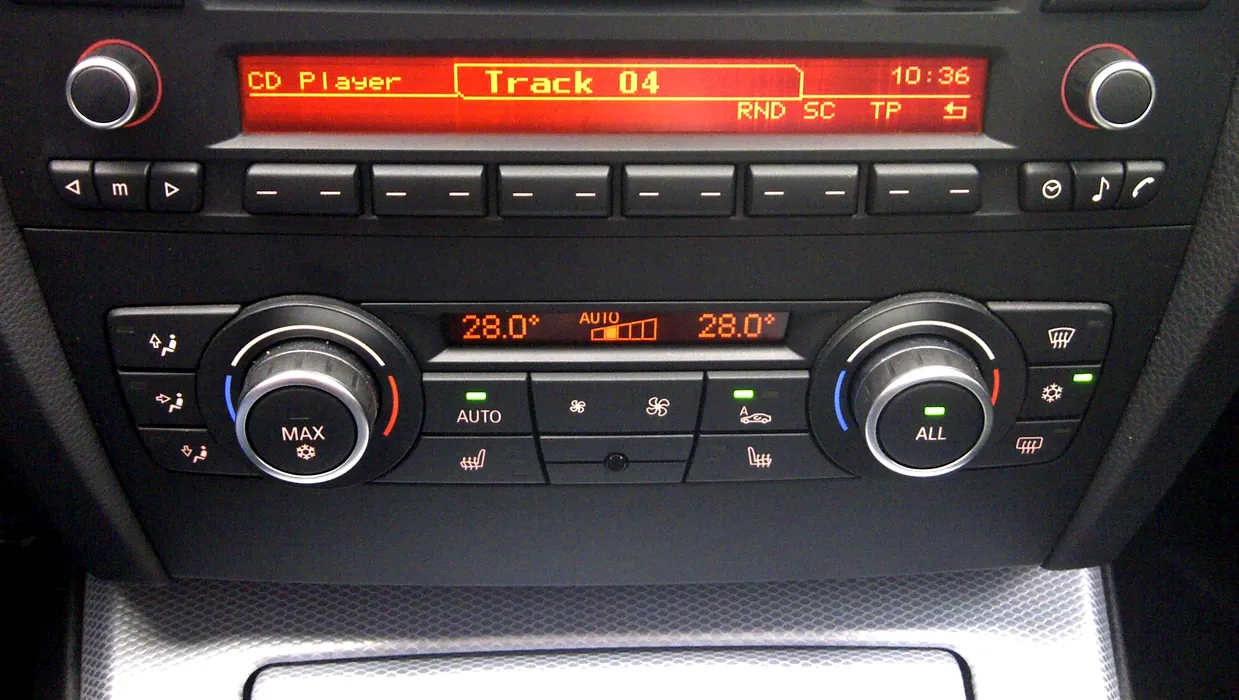 CD Player
Track 04
10:36
RND SC TP
m
28.0°
AUTO
28.0°
MAX
AUTO
A
ALL